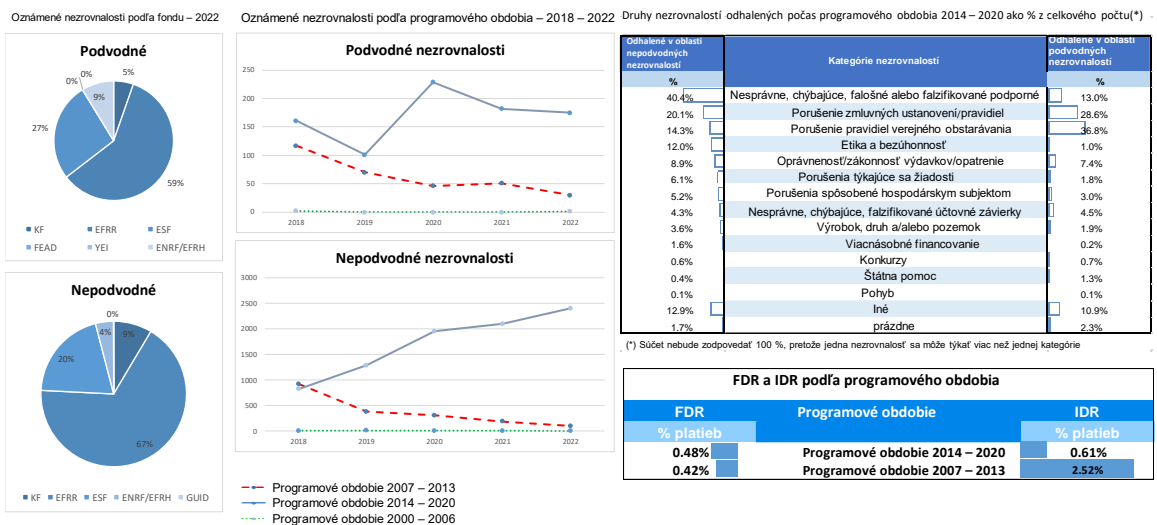 Oznámené nezrovnalosti podľa fondu – 2022
Podvodné
0%
0%
5%
9%
27%
59%
KF
EFRR
ESF
FEAD
YEI
ENRF/EFRH
Nepodvodné
0%
4%
9%
20%
67%
KF
EFRR
ESF
ENRF/EFRH
GUID
Oznámené nezrovnalosti podľa programového obdobia – 2018 – 2022
Podvodné nezrovnalosti
250
200
150
100
50
0
2018
2019
2020
2021
2022
Nepodvodné nezrovnalosti
3000
2500
2000
1500
1000
500
0
2018
2019
2020
2021
2022
Programové obdobie 2007 – 2013
Programové obdobie 2014 – 2020
Programové obdobie 2000 – 2006
Druhy nezrovnalostí odhalených počas programového obdobia 2014 – 2020 ako % z celkového počtu(*)
Odhalené v oblasti nepodvodných nezrovnalostí
Kategórie nezrovnalostí
Odhalené v oblasti podvodných nezrovnalostí
% %
40.4% Nesprávne, chýbajúce, falošné alebo falzifikované podporné 13.0%
20.1% Porušenie zmluvných ustanovení/pravidiel 28.6%
14.3% Porušenie pravidiel verejného obstarávania 36.8%
12.0% Etika a bezúhonnosť 1.0%
8.9% Oprávnenosť/zákonnosť výdavkov/opatrenie 7.4%
6.1% Porušenia týkajúce sa žiadosti 1.8%
5.2% Porušenia spôsobené hospodárskym subjektom 3.0%
4.3% Nesprávne, chýbajúce, falzifikované účtovné závierky 4.5%
3.6% Výrobok, druh a/alebo pozemok 1.9%
1.6% Viacnásobné financovanie 0.2%
0.6% Konkurzy 0.7%
0.4% Štátna pomoc 1.3%
0.1% Pohyb 0.1%
12.9% Iné 10.9%
1.7% prázdne 2.3%
(*) Súčet nebude zodpovedať 100 %, pretože jedna nezrovnalosť sa môže týkať viac než jednej kategórie
FDR a IDR podľa programového obdobia
FDR Programové obdobie IDR
% platieb % platieb
0.48% Programové obdobie 2014 – 2020 0.61%
0.42% Programové obdobie 2007 – 2013 2.52%